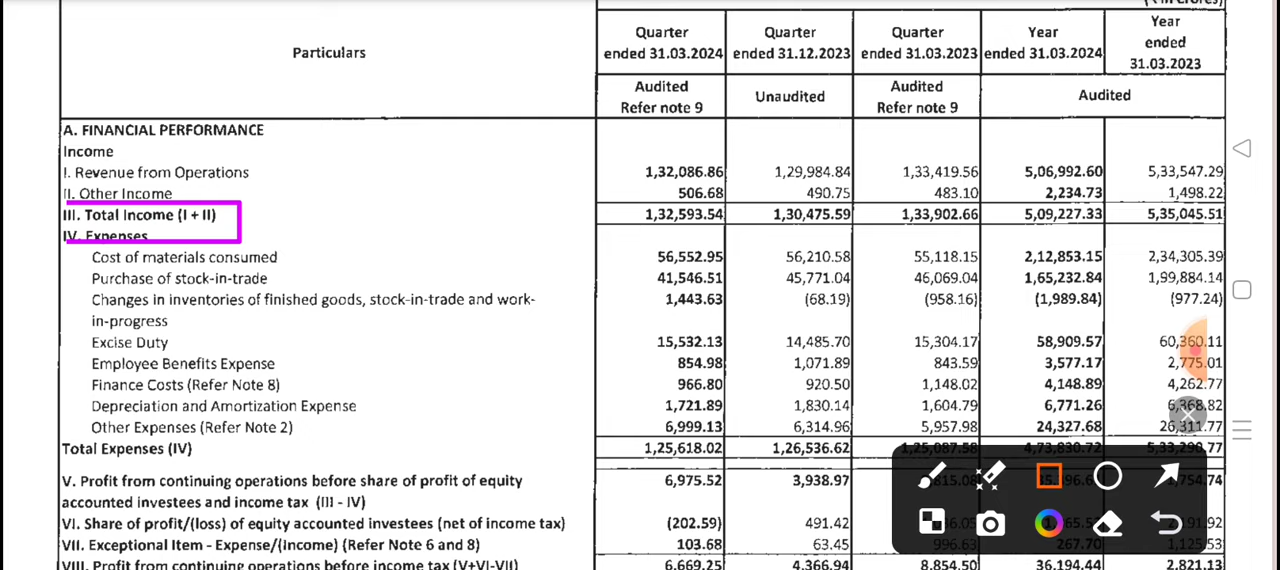 (₹ in Crores)
Particulars Quarter ended 31.03.2024 Quarter ended 31.12.2023 Quarter ended 31.03.2023 Year ended 31.03.2024 Year ended 31.03.2023
Audited Refer note 9 Unaudited Audited Refer note 9 Audited
A. FINANCIAL PERFORMANCE
Income
I. Revenue from Operations 1,32,086.86 1,29,984.84 1,33,419.56 5,06,992.60 5,33,547.29
II. Other Income 506.68 490.75 483.10 2,234.73 1,498.22
III. Total Income (I + II) 1,32,593.54 1,30,475.59 1,33,902.66 5,09,227.33 5,35,045.51
IV. Expenses
Cost of materials consumed 56,552.95 56,210.58 55,118.15 2,12,853.15 2,34,305.39
Purchase of stock-in-trade 41,546.51 45,771.04 46,069.04 1,65,232.84 1,99,884.14
Changes in inventories of finished goods, stock-in-trade and work- 1,443.63 (68.19) (958.16) (1,989.84) (977.24)
in-progress
Excise Duty 15,532.13 14,485.70 15,304.17 58,909.57 60,360.11
Employee Benefits Expense 854.98 1,071.89 843.59 3,577.17 2,775.01
Finance Costs (Refer Note 8) 966.80 920.50 1,148.02 4,148.89 4,262.77
Depreciation and Amortization Expense 1,721.89 1,830.14 1,604.79 6,771.26 6,368.82
Other Expenses (Refer Note 2) 6,999.13 6,314.96 5,957.98 24,327.68 26,311.77
Total Expenses (IV) 1,25,618.02 1,26,536.62 1,25,087.58 4,73,830.72 5,33,290.77
V. Profit from continuing operations before share of profit of equity 6,975.52 3,938.97
accounted investees and income tax (III - IV)
VI. Share of profit/(loss) of equity accounted investees (net of income tax) (202.59) 491.42
VII. Exceptional Item - Expense/(Income) (Refer Note 6 and 8) 103.68 63.45 996.63 267.70 1,125.53
VIII. Profit from continuing operations before income tax (V+VI-VII) 6,669.25 4,366.94 8,854.50 36,194.44 2,821.13